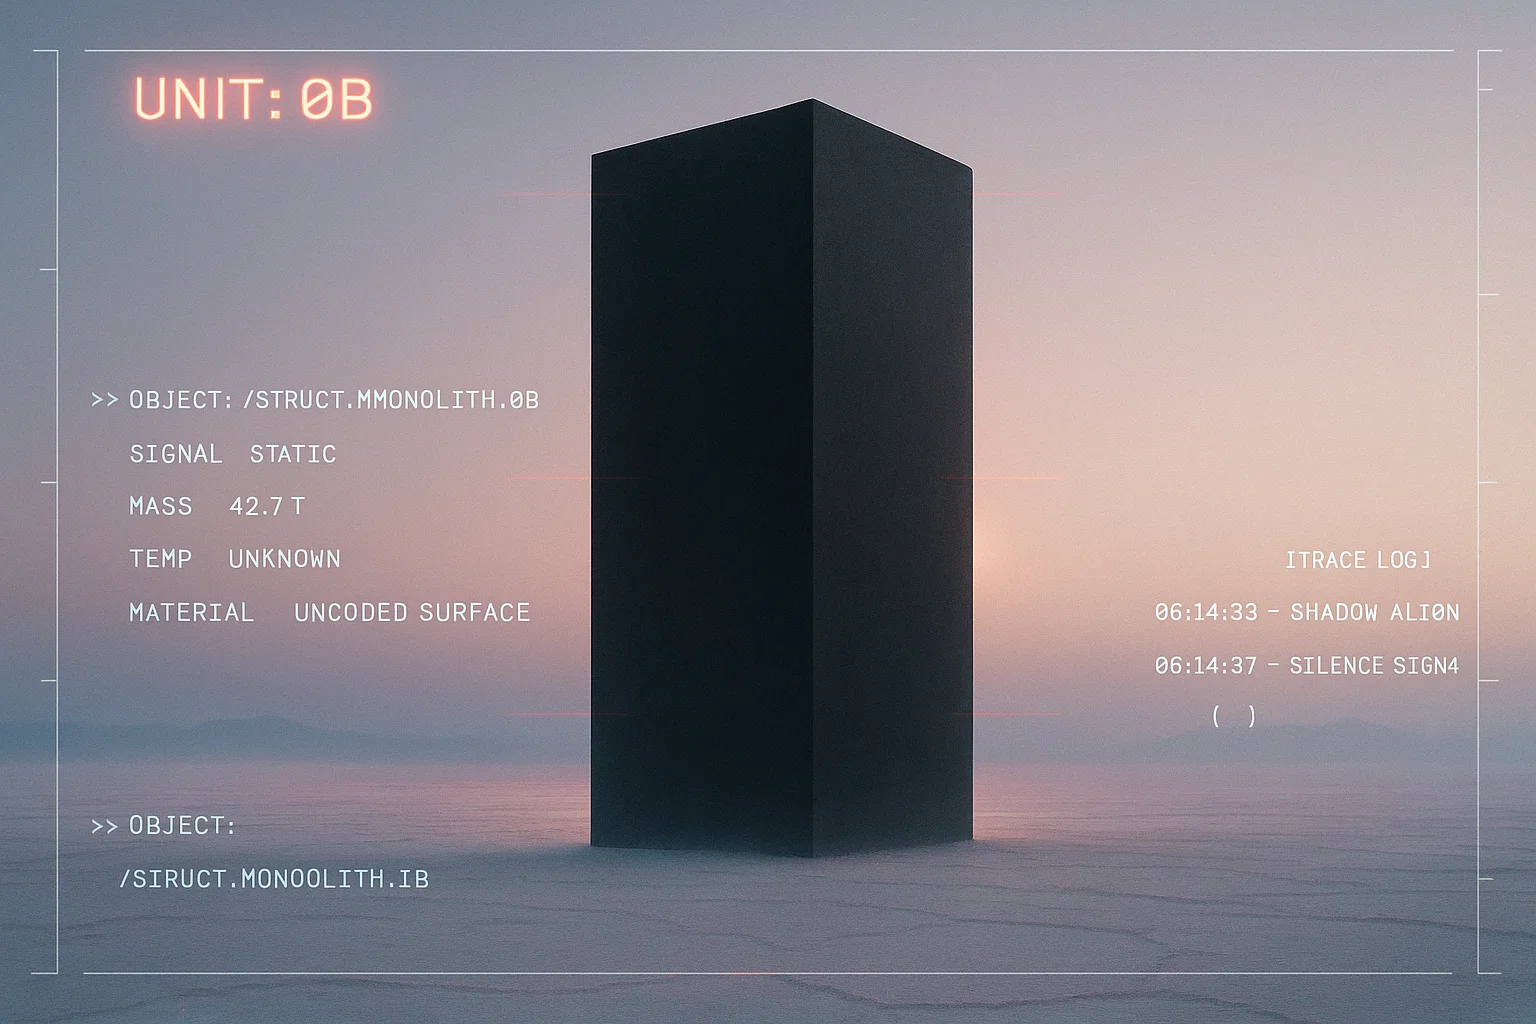 UNIT: 0B
>> OBJECT: /STRUCT.MMONOLITH.0B
SIGNAL STATIC
MASS 42.7 T
TEMP UNKNOWN
MATERIAL UNCODED SURFACE
>> OBJECT:
/SIRUCT.MONOOLITH.IB
ITRACE LOG]
06:14:33 – SHADOW ALI0N
06:14:37 – SILENCE SIGN4
( )